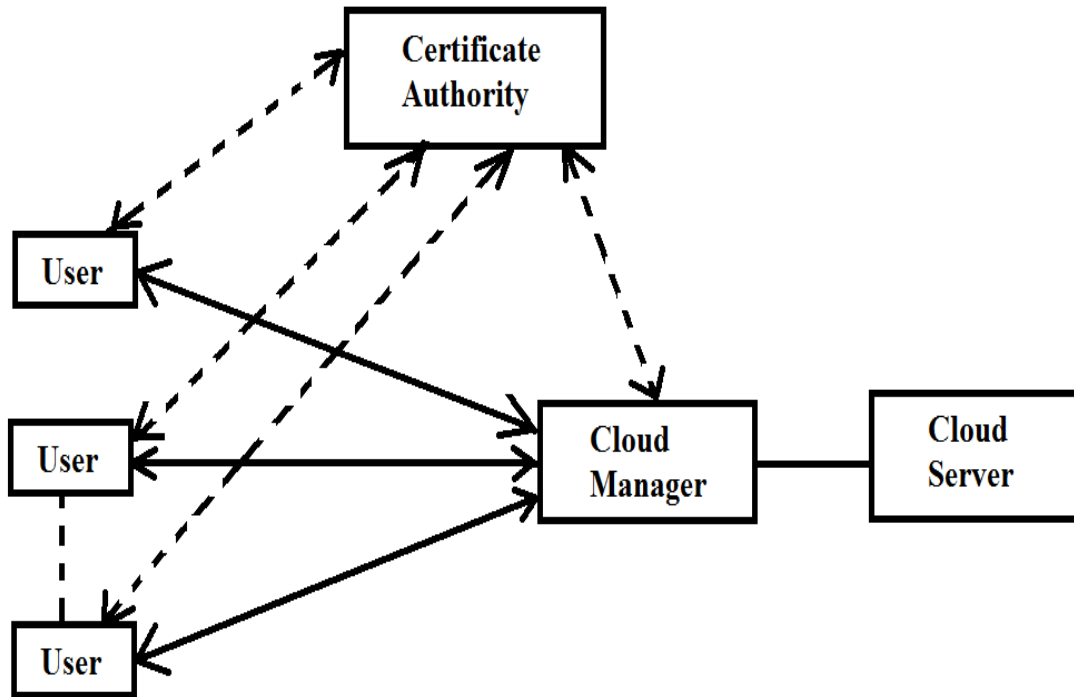 Certificate
Authority
User
User
Cloud
Manager
Cloud
Server
User